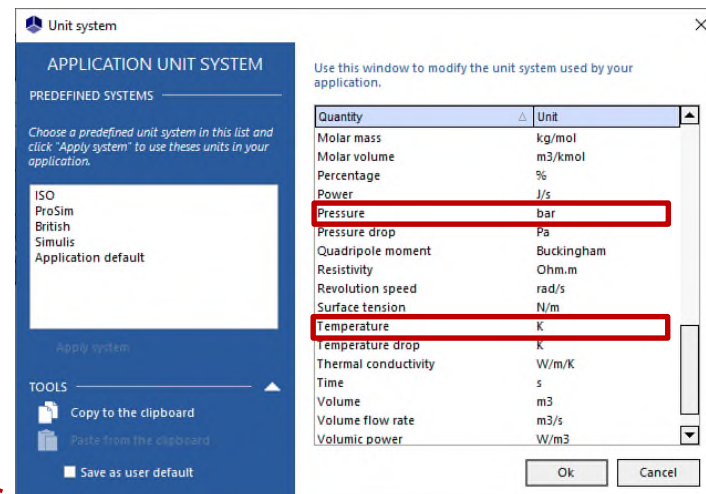 Unit system
APPLICATION UNIT SYSTEM
PREDEFINED SYSTEMS
Choose a predefined unit system in this list and
click "Apply system" to use theses units in your
application.
ISO
ProSim
British
Simulis
Application default
Apply system
TOOLS
Copy to the clipboard
Paste from the clipboard
Save as user default
Use this window to modify the unit system used by your
application.
Quantity Unit
Molar mass kg/mol
Molar volume m3/kmol
Percentage %
Power J/s
Pressure bar
Pressure drop Pa
Quadripole moment Buckingham
Resistivity Ohm.m
Revolution speed rad/s
Surface tension N/m
Temperature K
Temperature drop K
Thermal conductivity W/m/K
Time s
Volume m3
Volume flow rate m3/s
Volumic power W/m3
Ok Cancel